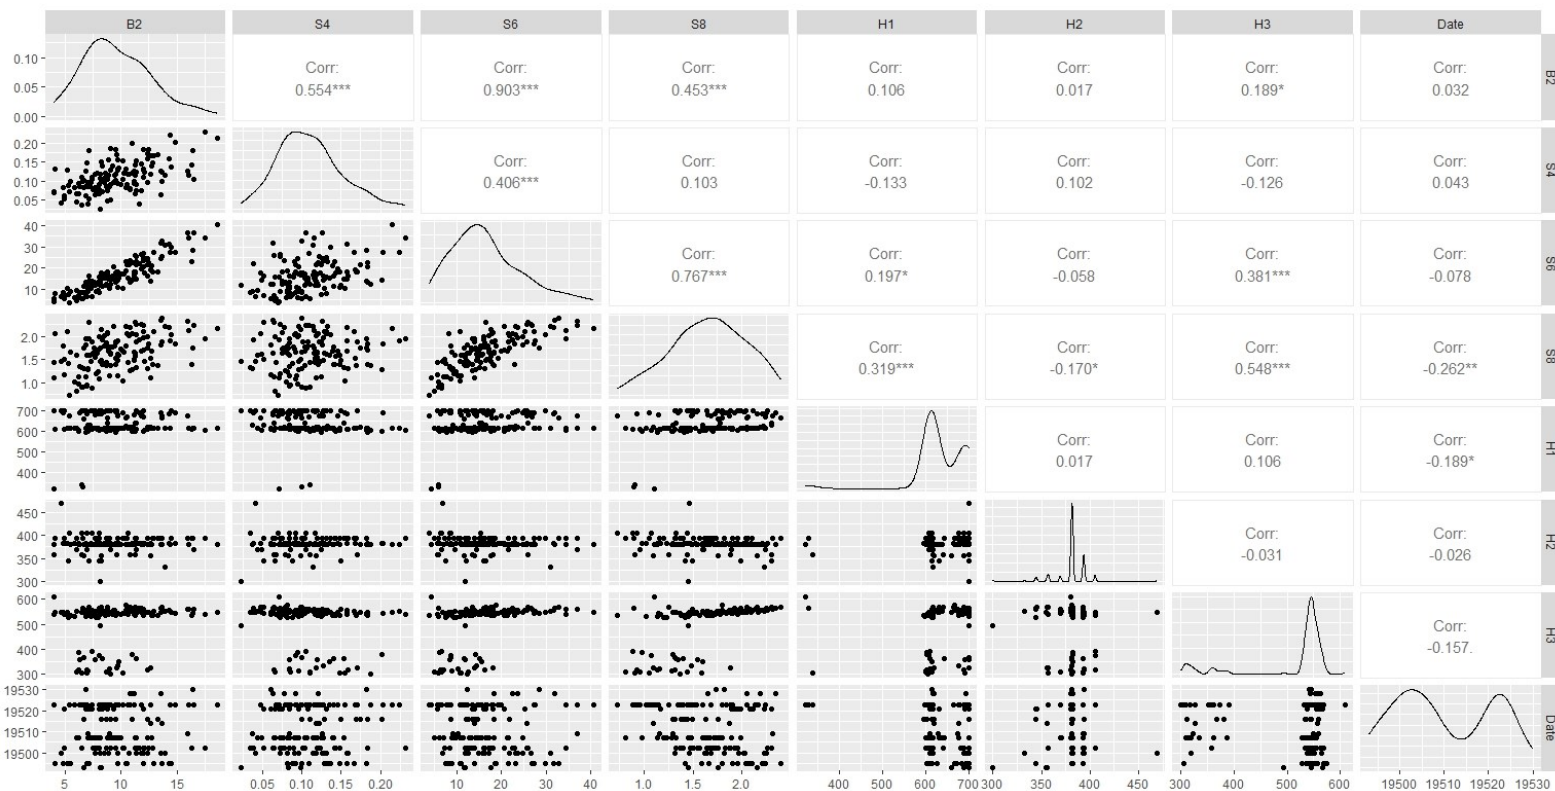 B2 S4 S6 S8 H1 H2 H3 Date
0.10 0.05 0.00
Corr: Corr: Corr: Corr: Corr: Corr: Corr:
0.554*** 0.903*** 0.453*** 0.106 0.017 0.189* 0.032
B2
0.20 0.15 0.10 0.05
Corr: Corr: Corr: Corr: Corr: Corr:
0.406*** 0.103 -0.133 0.102 -0.126 0.043
S4
40 30 20 10
Corr: Corr: Corr: Corr: Corr:
0.767*** 0.197* -0.058 0.381*** -0.078
S6
2.0 1.5 1.0
Corr: Corr: Corr: Corr:
0.319*** -0.170* 0.548*** -0.262**
S8
700 600 500 400
Corr: Corr: Corr:
0.017 0.106 -0.189*
H1
450 400 350 300
Corr: Corr:
-0.031 -0.026
H2
600 500 400 300
Corr:
-0.157.
H3
19530 19520 19510 19500
Date
5 10 15 0.05 0.10 0.15 0.20 10 20 30 40 1.0 1.5 2.0 400 500 600 700 300 350 400 450 300 400 500 600 19500 19510 19520 19530